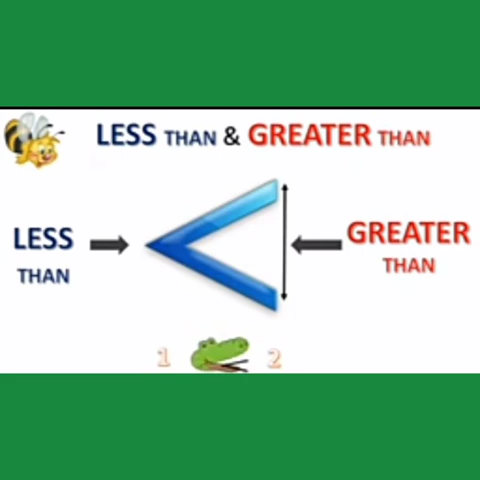 LESS THAN & GREATER THAN
LESS
THAN
GREATER
THAN
1 2